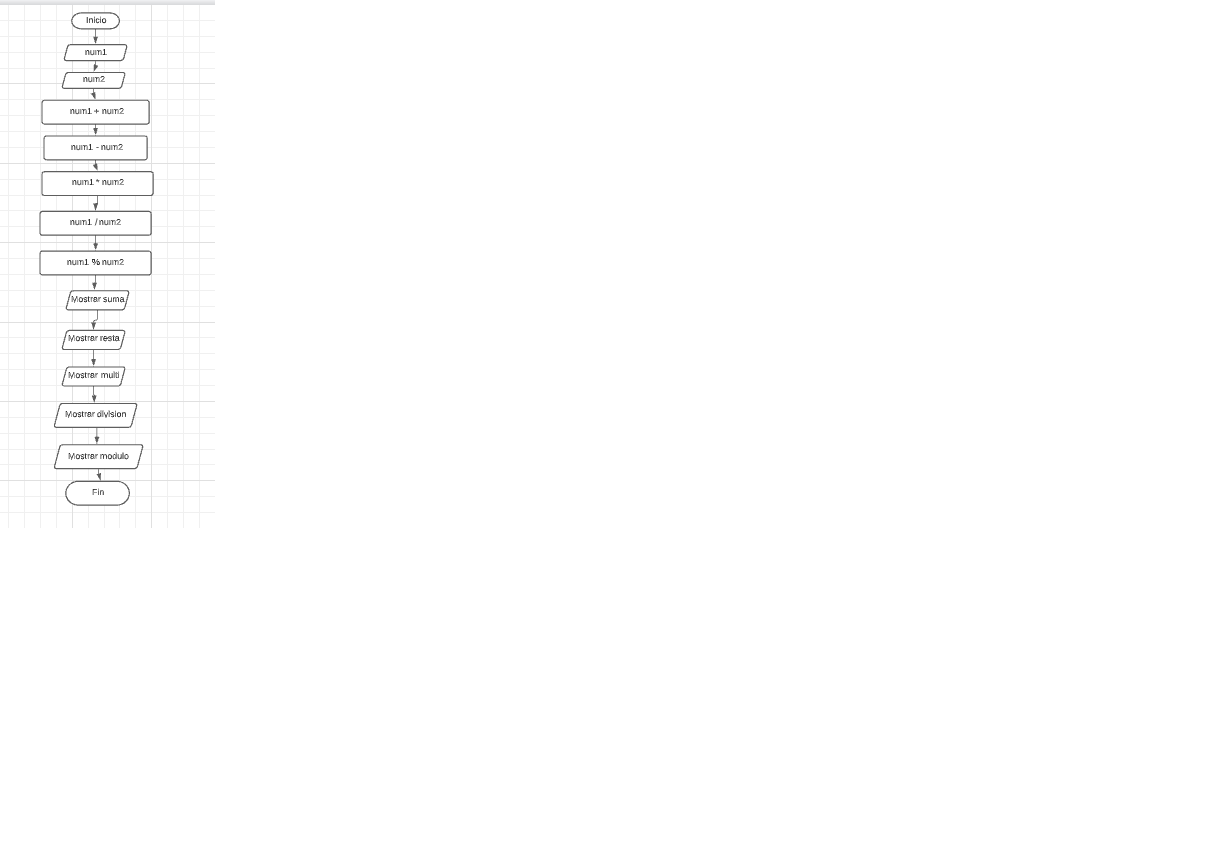 Inicio
num1
num2
num1 + num2
num1 - num2
num1 * num2
num1 / num2
num1 % num2
Mostrar suma
Mostrar resta
Mostrar multi
Mostrar division
Mostrar modulo
Fin